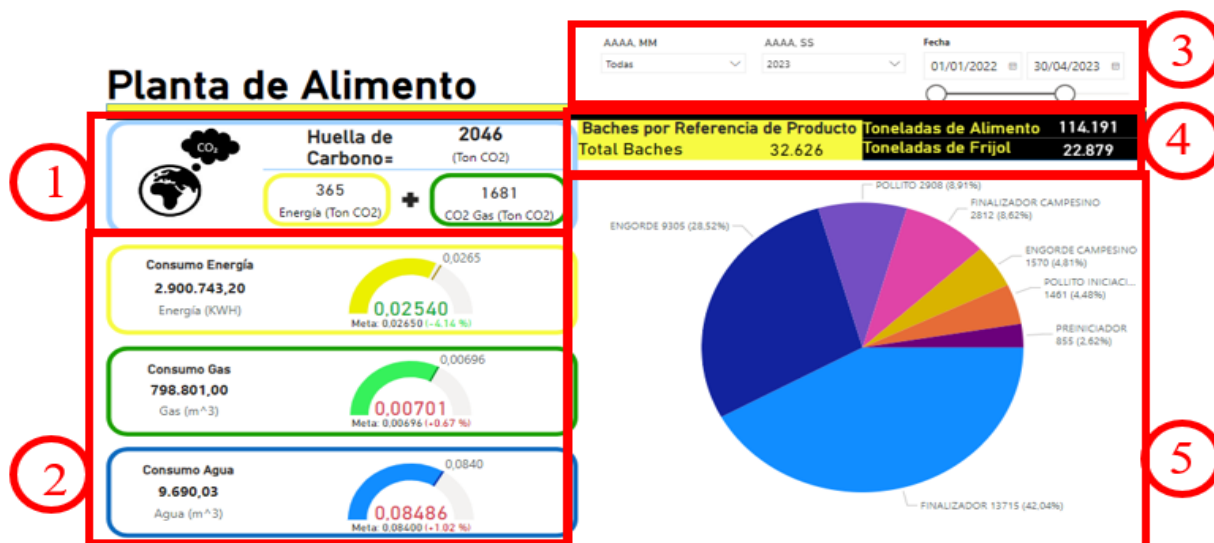 AAAA, MM
AAAA, SS
Fecha
Todas
2023
01/01/2022
30/04/2023
3
Planta de Alimento
1
CO₂
Huella de
Carbono=
2046
(Ton CO2)
365
Energía (Ton CO2)
+
1681
CO2 Gas (Ton CO2)
Baches por Referencia de Producto
Total Baches 32.626
Toneladas de Alimento 114.191
Toneladas de Frijol 22.879
4
2
Consumo Energía
2.900.743,20
Energía (KWH)
0,0265
0,02540
Meta: 0,02650 (-4.14 %)
Consumo Gas
798.801,00
Gas (m^3)
0,00696
0,00701
Meta: 0,00696 (+0.67 %)
Consumo Agua
9.690,03
Agua (m^3)
0,0840
0,08486
Meta: 0,08400 (+1.02 %)
POLLITO 2908 (8,91%)
FINALIZADOR CAMPESINO
2812 (8,62%)
ENGORDE 9305 (28,52%)
ENGORDE CAMPESINO
1570 (4,81%)
POLLITO INICIACI...
1461 (4,48%)
PREINICIADOR
855 (2,62%)
FINALIZADOR 13715 (42,04%)
5